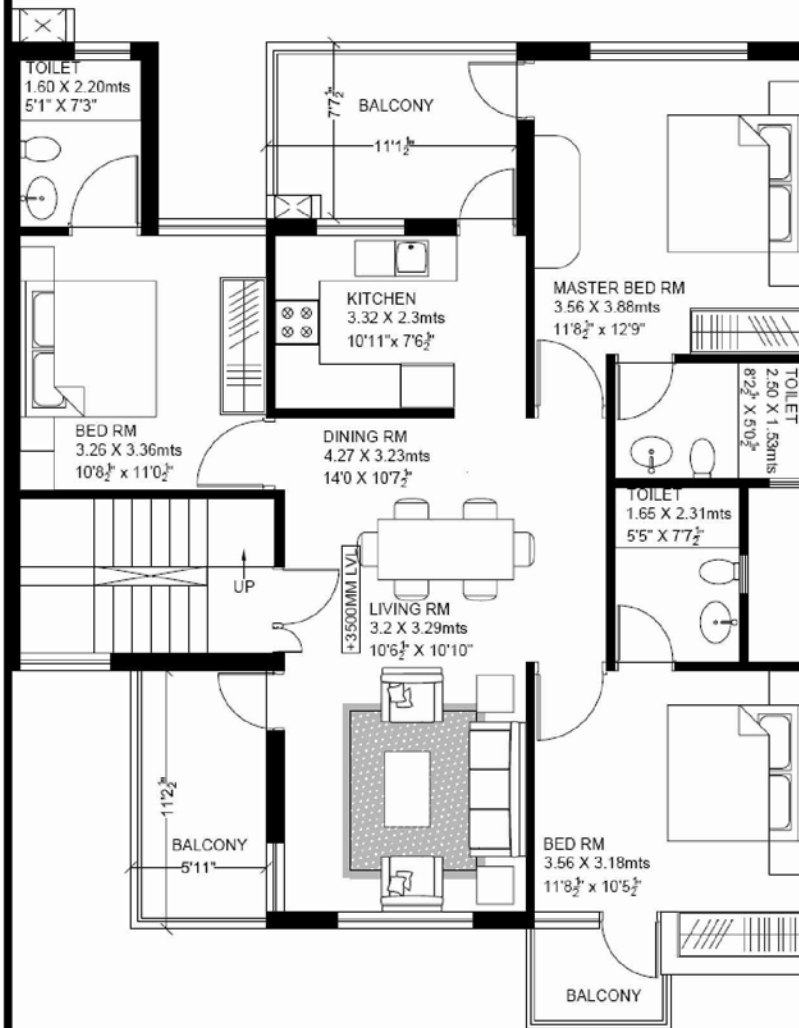 TOILET
1.60 X 2.20mts
5'1" X 7'3"
7'7½"
BALCONY
11'1½"
MASTER BED RM
3.56 X 3.88mts
11'8½" x 12'9"
KITCHEN
3.32 X 2.3mts
10'11"x 7'6½"
TOILET
2.50 X 1.53mts
8'2½" X 5'0½"
BED RM
3.26 X 3.36mts
10'8½" x 11'0½"
DINING RM
4.27 X 3.23mts
14'0 X 10'7½"
TOILET
1.65 X 2.31mts
5'5" X 7'7½"
UP
+3500MM LVL
LIVING RM
3.2 X 3.29mts
10'6½" X 10'10"
11'2½"
BALCONY
5'11"
BED RM
3.56 X 3.18mts
11'8½" x 10'5½"
BALCONY